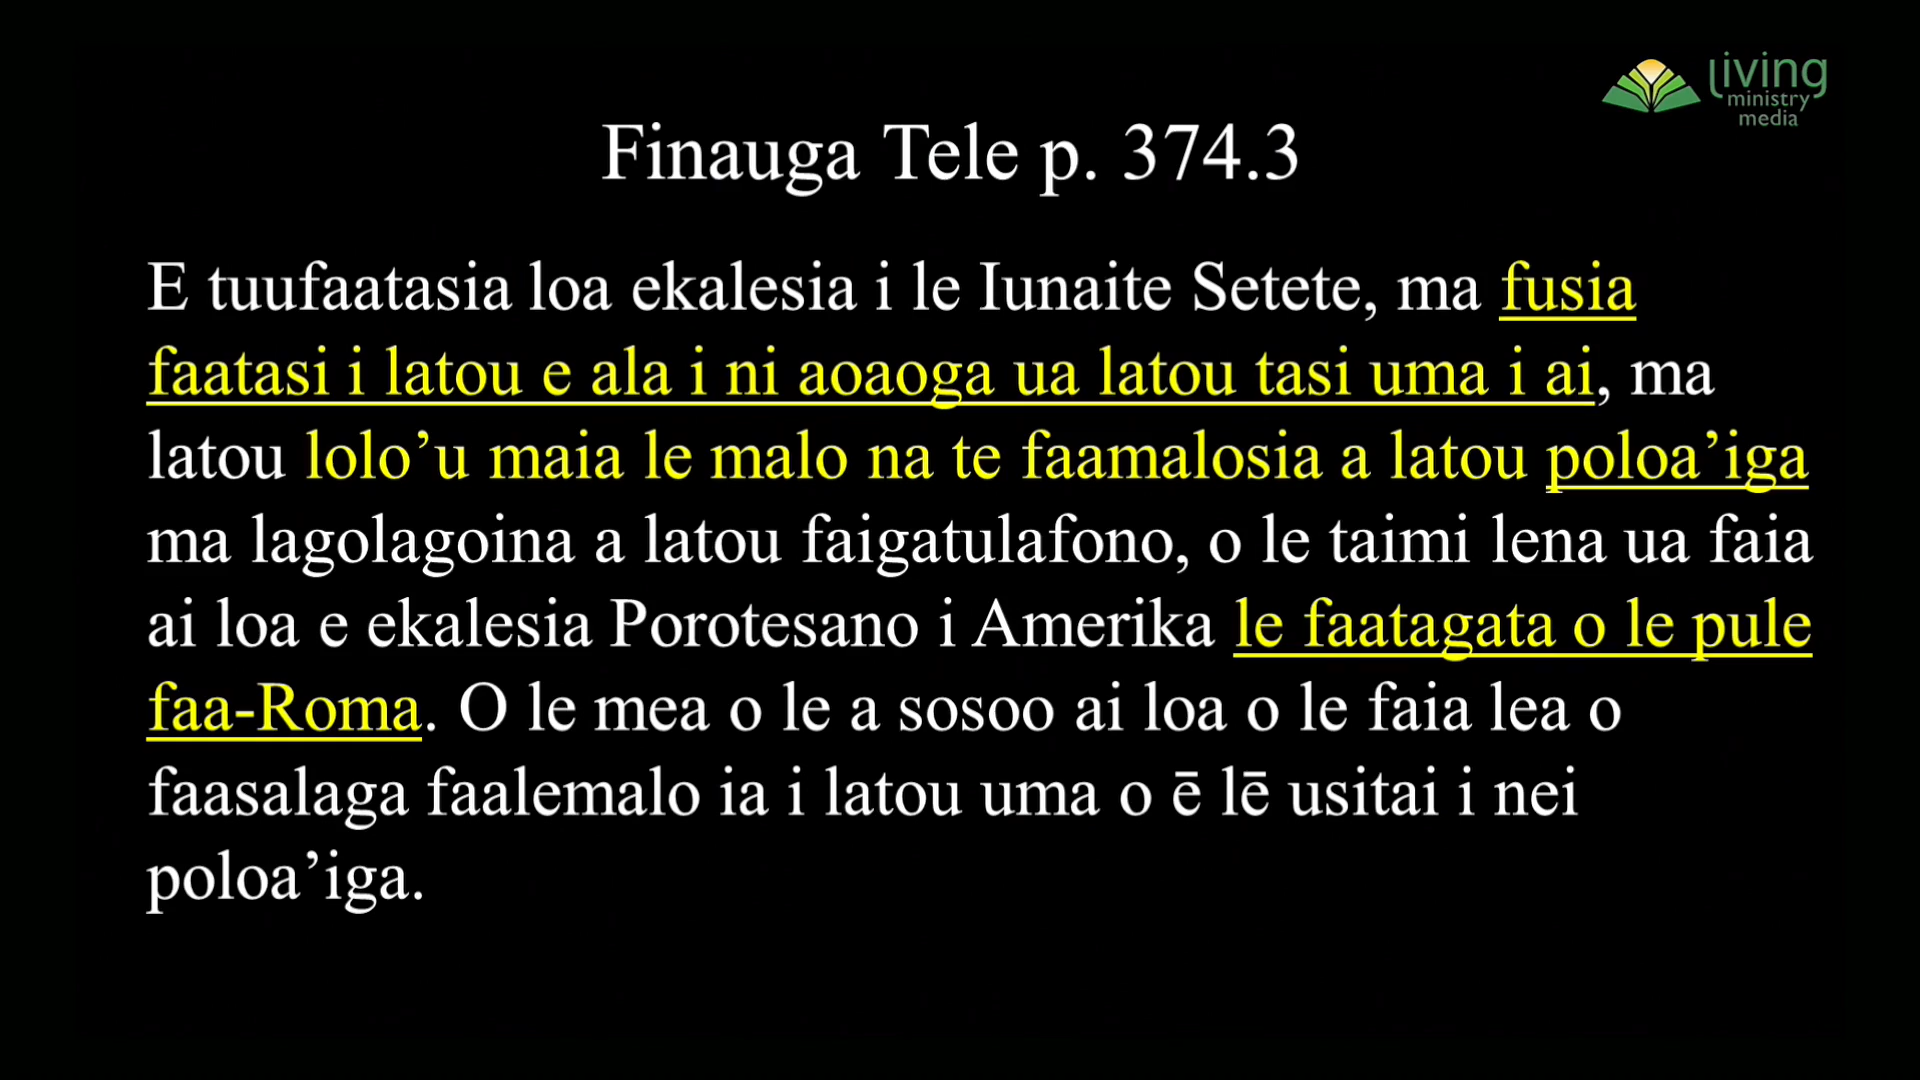 Living
ministry
media
Finauga Tele p. 374.3
E tuufaatasia loa ekalesia i le Iunaite Setete, ma fusia
faatasi i latou e ala i ni aoaoga ua latou tasi uma i ai, ma
latou lolo’u maia le malo na te faamalosia a latou poloa’iga
ma lagolagoina a latou faigatulafono, o le taimi lena ua faia
ai loa e ekalesia Porotesano i Amerika le faatagata o le pule
faa-Roma. O le mea o le a sosoo ai loa o le faia lea o
faasalaga faalemalo ia i latou uma o ē lē usitai i nei
poloa’iga.